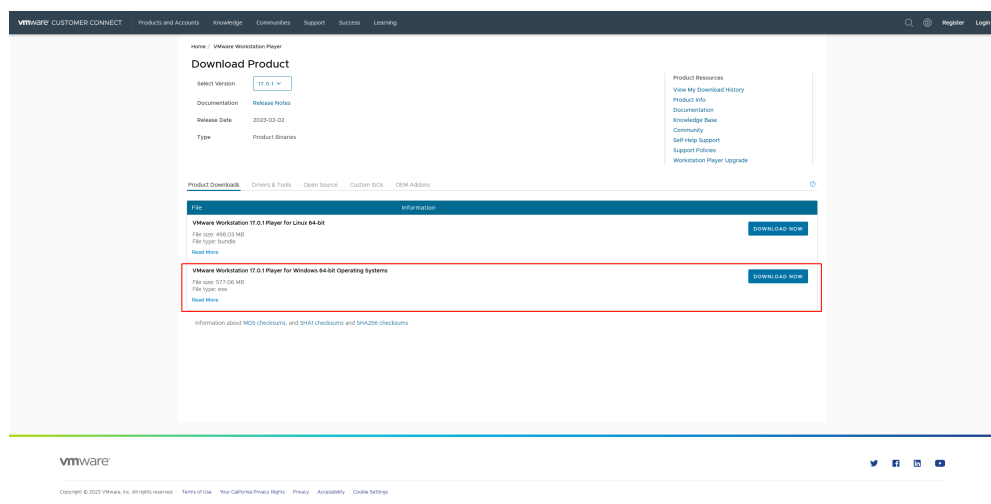 vmware CUSTOMER CONNECT Products and Accounts Knowledge Communities Support Success Learning Register Login
Home / VMware Workstation Player
Download Product
Select Version 17.0.1
Documentation Release Notes
Release Date 2023-02-02
Type Product Binaries
Product Resources
View My Download History
Product Info
Documentation
Knowledge Base
Community
Self-Help Support
Support Policies
Workstation Player Upgrade
Product Downloads Drivers & Tools Open Source Custom ISOs OEM Addons
File Information
VMware Workstation 17.0.1 Player for Linux 64-bit
DOWNLOAD NOW
File size: 498.03 MB
File type: bundle
Read More
VMware Workstation 17.0.1 Player for Windows 64-bit Operating Systems
DOWNLOAD NOW
File size: 577.06 MB
File type: exe
Read More
Information about MD5 checksums, and SHA1 checksums and SHA256 checksums
vmware
Copyright © 2023 VMware, Inc. All rights reserved. Terms of Use Your California Privacy Rights Privacy Accessibility Cookie Settings